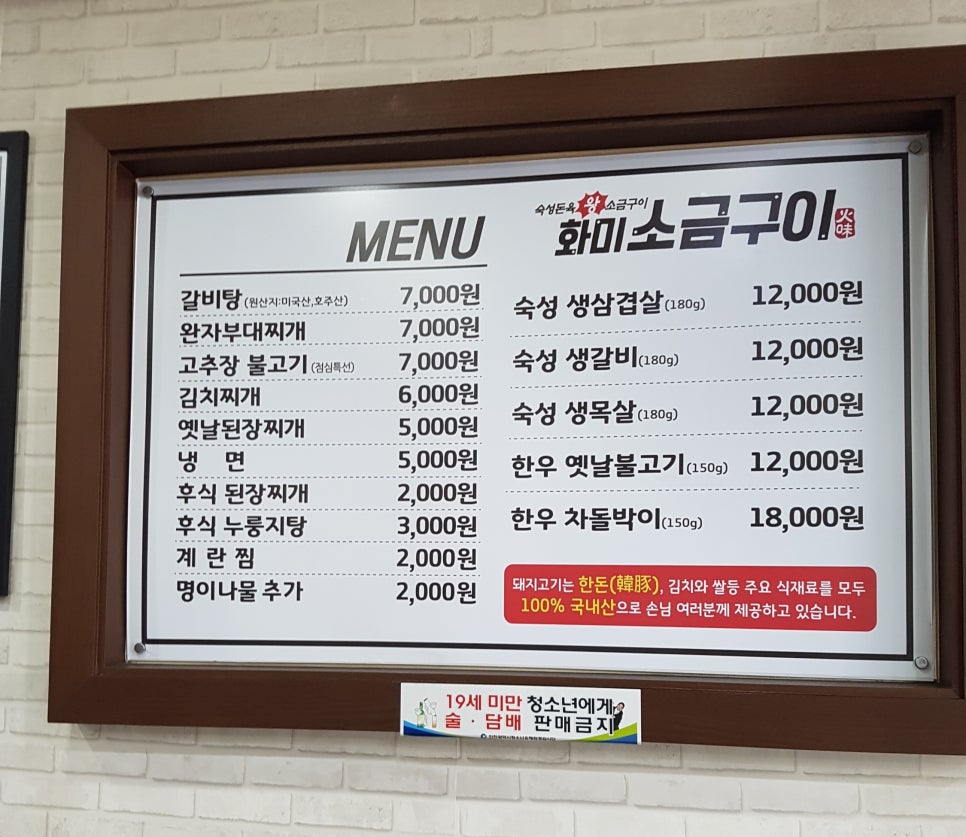 MENU
갈비탕 (원산지:미국산,호주산) 7,000원
완자부대찌개 7,000원
고추장 불고기 (점심특선) 7,000원
김치찌개 6,000원
옛날된장찌개 5,000원
냉 면 5,000원
후식 된장찌개 2,000원
후식 누룽지탕 3,000원
계 란 찜 2,000원
명이나물 추가 2,000원
숙성돈육 왕 소금구이
화미 소금구이 火味
숙성 생삼겹살 (180g) 12,000원
숙성 생갈비 (180g) 12,000원
숙성 생목살 (180g) 12,000원
한우 옛날불고기 (150g) 12,000원
한우 차돌박이 (150g) 18,000원
돼지고기는 한돈(韓豚), 김치와 쌀등 주요 식재료를 모두
100% 국내산으로 손님 여러분께 제공하고 있습니다.
19세 미만 청소년에게
술 · 담배 판매금지